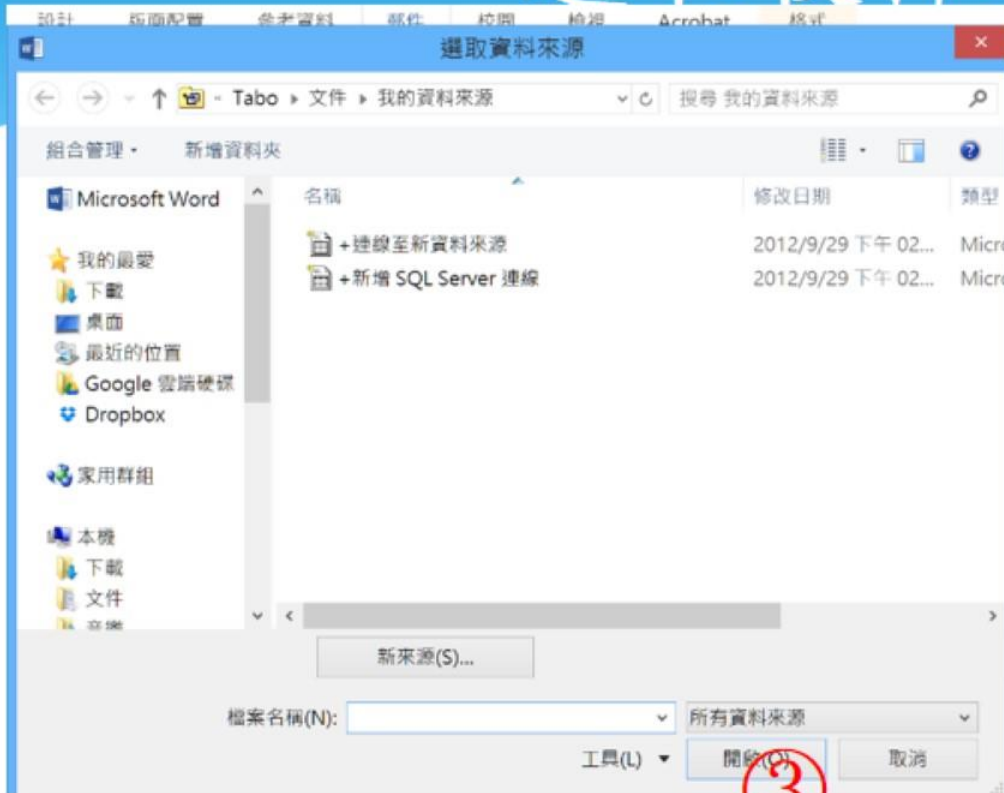 設計 版面配置 參考資料 郵件 校閱 檢視 Acrobat 格式
選取資料來源
Tabo 文件 我的資料來源 搜尋 我的資料來源
組合管理 新增資料夾
Microsoft Word 名稱 修改日期 類型
+連線至新資料來源 2012/9/29 下午 02... Micro
我的最愛
下載 +新增 SQL Server 連線 2012/9/29 下午 02... Micro
桌面
最近的位置
Google 雲端硬碟
Dropbox
家用群組
本機
下載
文件
音樂
新來源(S)...
檔案名稱(N): 所有資料來源
工具(L) 開啟(O) 取消
③